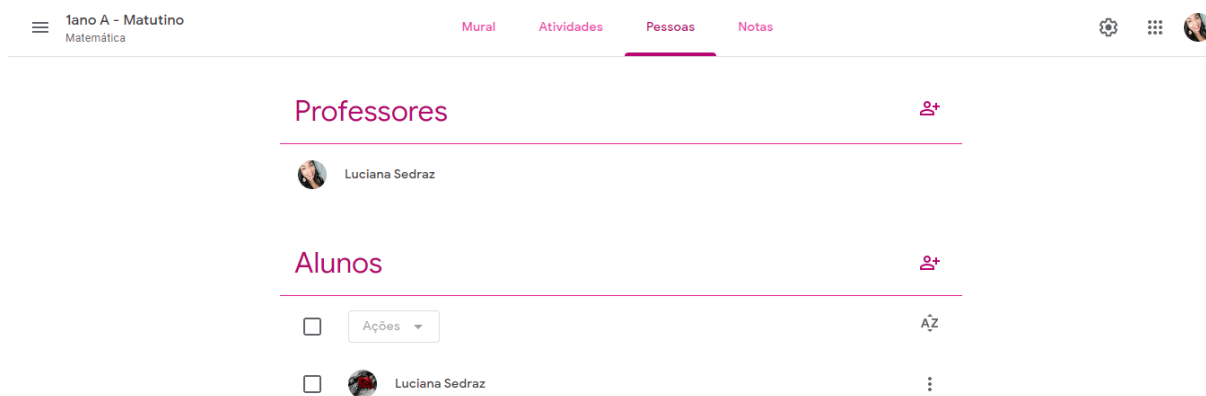 1ano A - Matutino
Matemática
Mural Atividades Pessoas Notas
Professores
Luciana Sedraz
Alunos
Ações
AZ
Luciana Sedraz